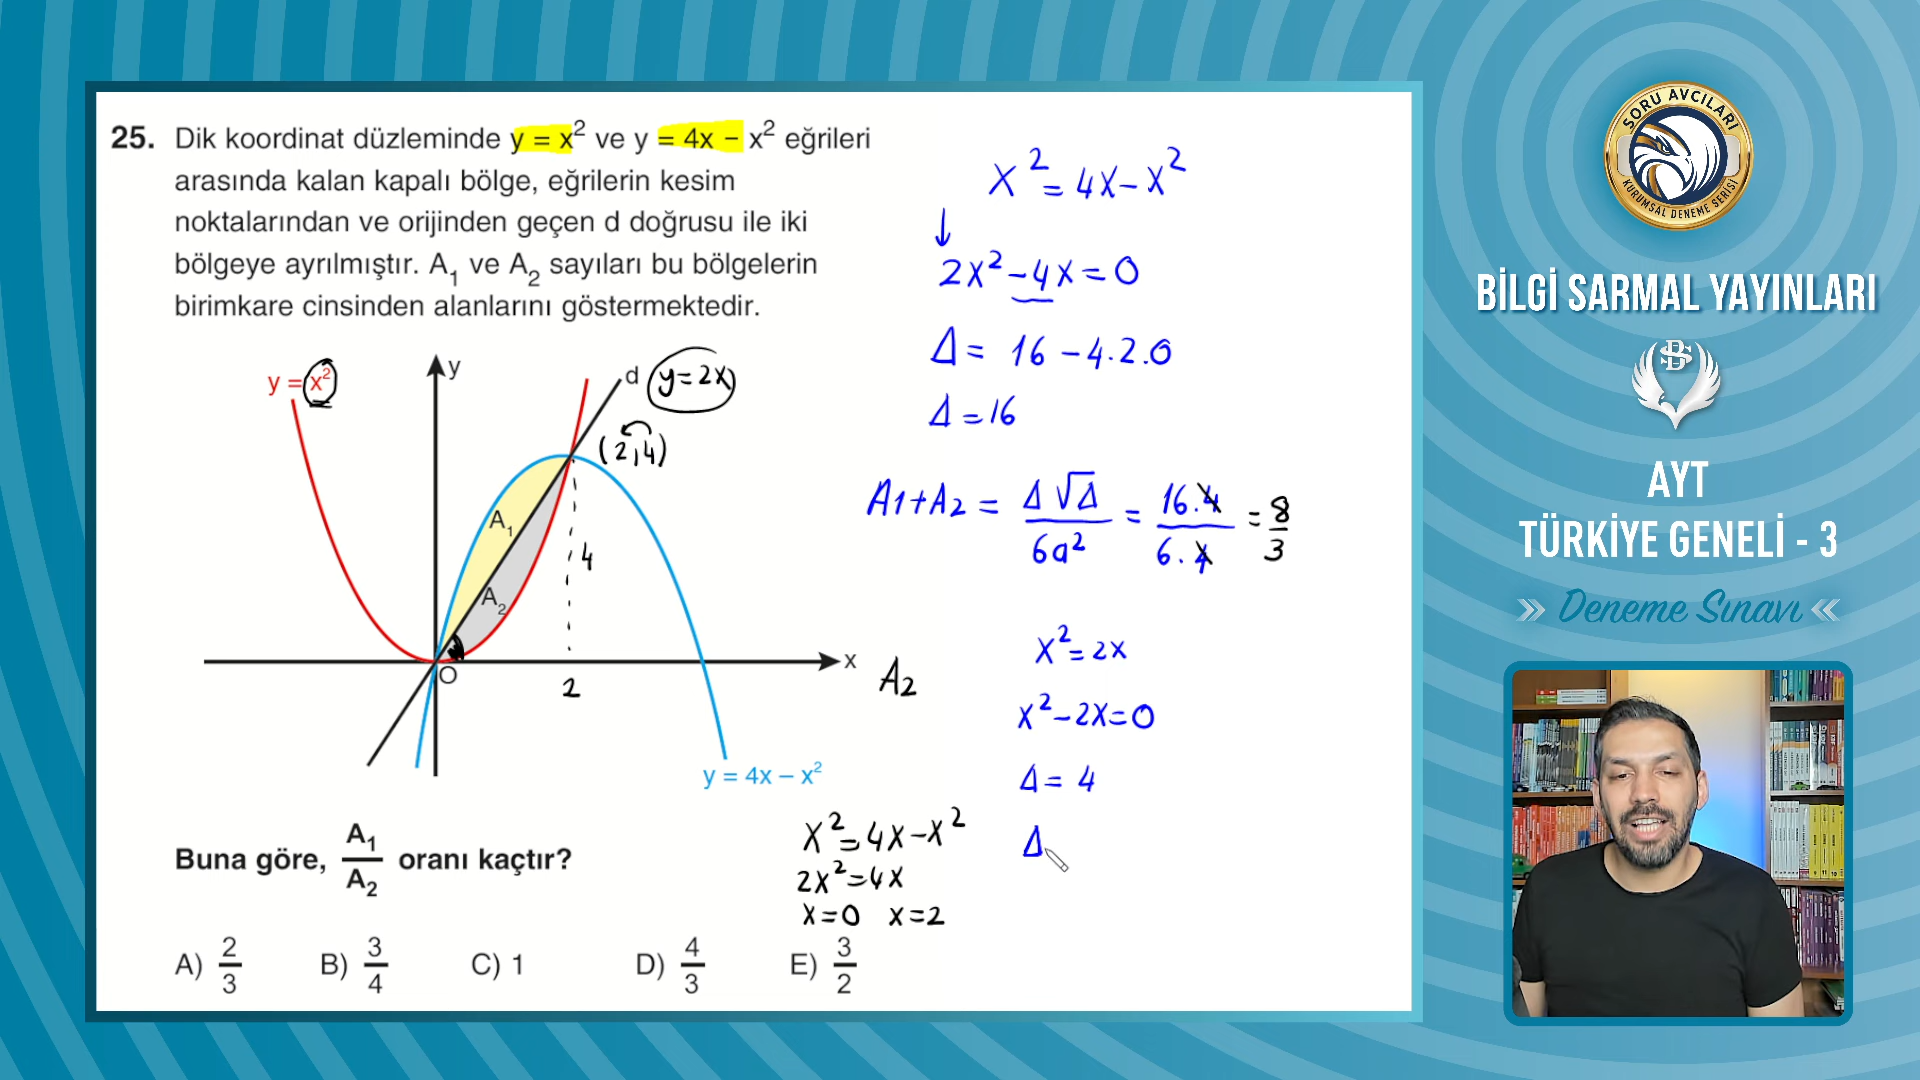 25. Dik koordinat düzleminde y = x² ve y = 4x – x² eğrileri
arasında kalan kapalı bölge, eğrilerin kesim
noktalarından ve orijinden geçen d doğrusu ile iki
bölgeye ayrılmıştır. A₁ ve A₂ sayıları bu bölgelerin
birimkare cinsinden alanlarını göstermektedir.
y = x²
y
d
y=2x
(2,4)
A₁
A₂
4
O
2
x
y = 4x – x²
Buna göre, A₁/A₂ oranı kaçtır?
A) 2/3 B) 3/4 C) 1 D) 4/3 E) 3/2
x²=4x-x²
2x²=4x
x=0 x=2
x²=4x-x²
↓
2x²-4x=0
Δ= 16-4.2.0
Δ=16
A1+A2 = Δ√Δ/6a² = 16.4/6.4 = 8/3
A2
x²=2x
x²-2x=0
Δ= 4
Δ
SORU AVCILARI
KURUMSAL DENEME SERİSİ
BİLGİ SARMAL YAYINLARI
BS
AYT
TÜRKİYE GENELİ - 3
Deneme Sınavı